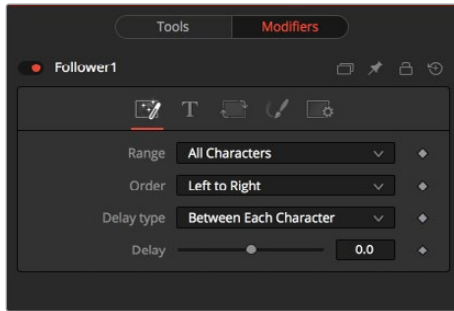 Tools Modifiers
Follower1
T
Range All Characters
Order Left to Right
Delay type Between Each Character
Delay 0.0